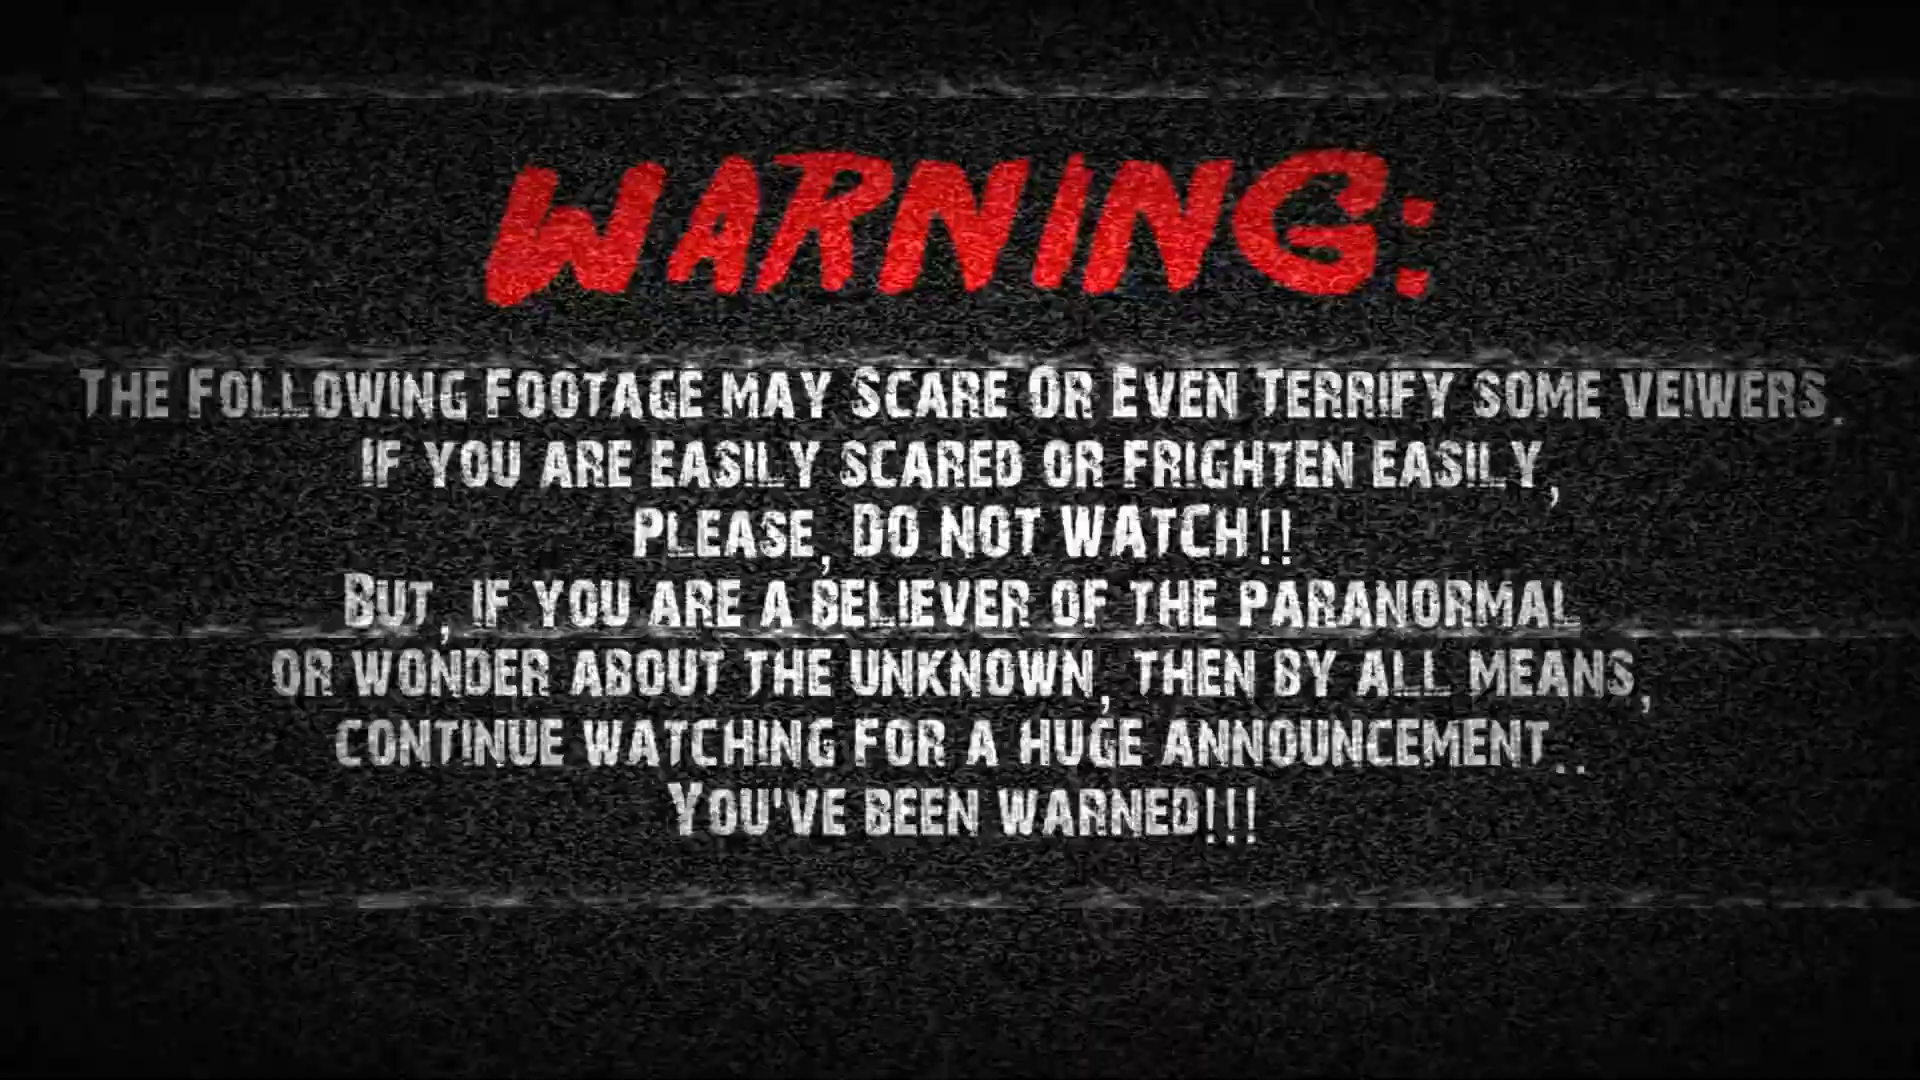 WARNING:
THE FOLLOWING FOOTAGE MAY SCARE OR EVEN TERRIFY SOME VEIWERS.
IF YOU ARE EASILY SCARED OR FRIGHTEN EASILY,
PLEASE, DO NOT WATCH!!
BUT, IF YOU ARE A BELIEVER OF THE PARANORMAL
OR WONDER ABOUT THE UNKNOWN, THEN BY ALL MEANS,
CONTINUE WATCHING FOR A HUGE ANNOUNCEMENT..
YOU'VE BEEN WARNED!!!